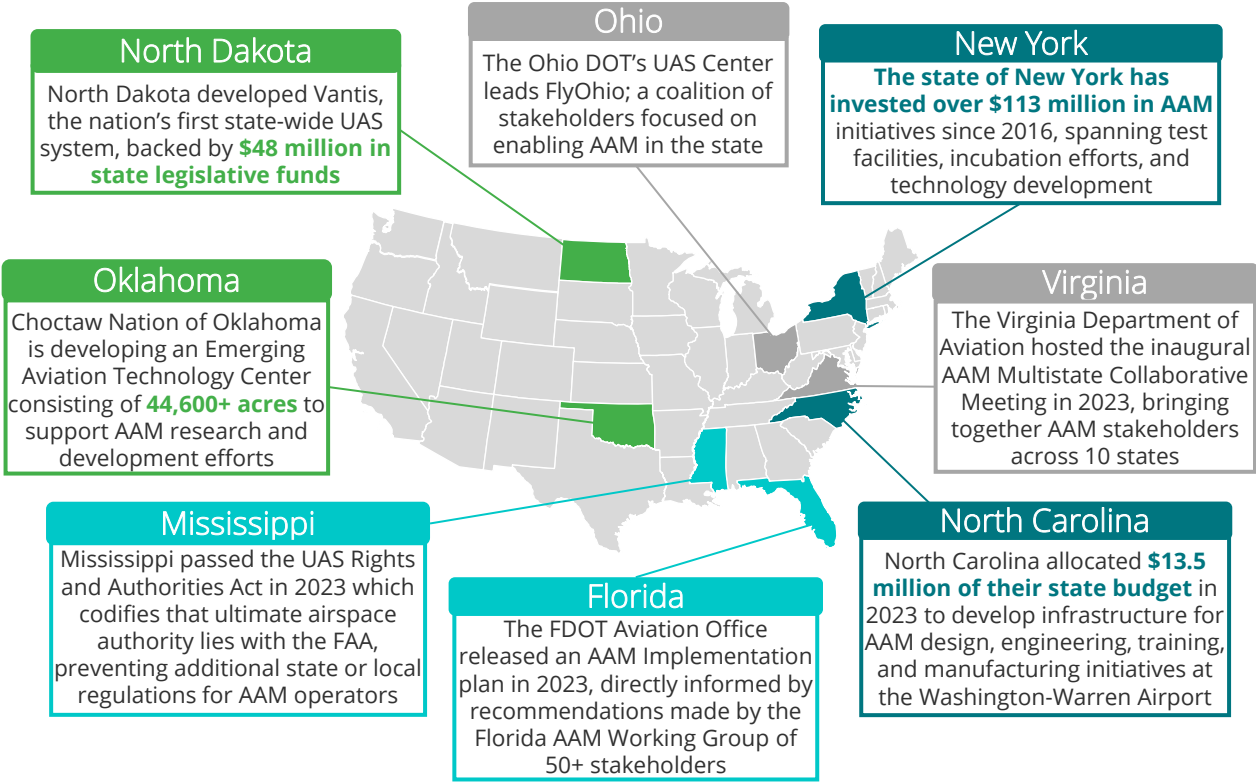 North Dakota
North Dakota developed Vantis,
the nation’s first state-wide UAS
system, backed by $48 million in
state legislative funds
Ohio
The Ohio DOT’s UAS Center
leads FlyOhio; a coalition of
stakeholders focused on
enabling AAM in the state
New York
The state of New York has
invested over $113 million in AAM
initiatives since 2016, spanning test
facilities, incubation efforts, and
technology development
Oklahoma
Choctaw Nation of Oklahoma
is developing an Emerging
Aviation Technology Center
consisting of 44,600+ acres to
support AAM research and
development efforts
Virginia
The Virginia Department of
Aviation hosted the inaugural
AAM Multistate Collaborative
Meeting in 2023, bringing
together AAM stakeholders
across 10 states
Mississippi
Mississippi passed the UAS Rights
and Authorities Act in 2023 which
codifies that ultimate airspace
authority lies with the FAA,
preventing additional state or local
regulations for AAM operators
Florida
The FDOT Aviation Office
released an AAM Implementation
plan in 2023, directly informed by
recommendations made by the
Florida AAM Working Group of
50+ stakeholders
North Carolina
North Carolina allocated $13.5
million of their state budget in
2023 to develop infrastructure for
AAM design, engineering, training,
and manufacturing initiatives at
the Washington-Warren Airport